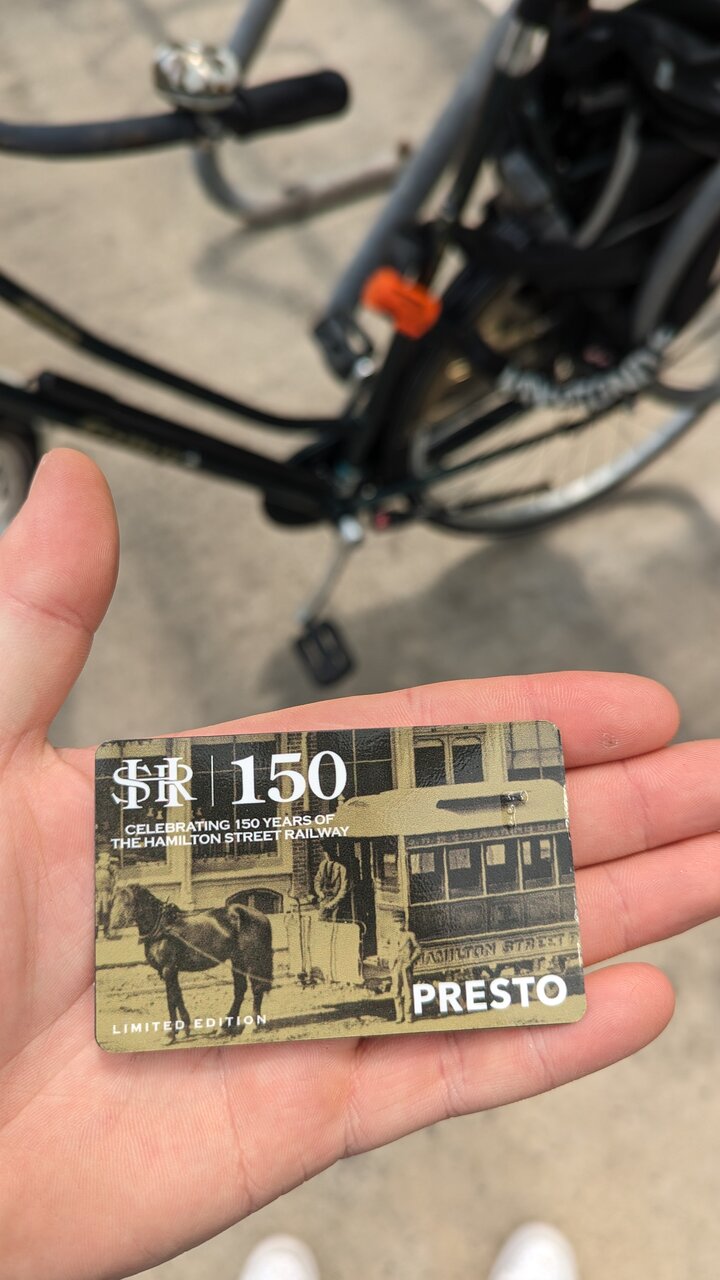 HSR | 150
CELEBRATING 150 YEARS OF
THE HAMILTON STREET RAILWAY
HAMILTON STREET
PRESTO
LIMITED EDITION